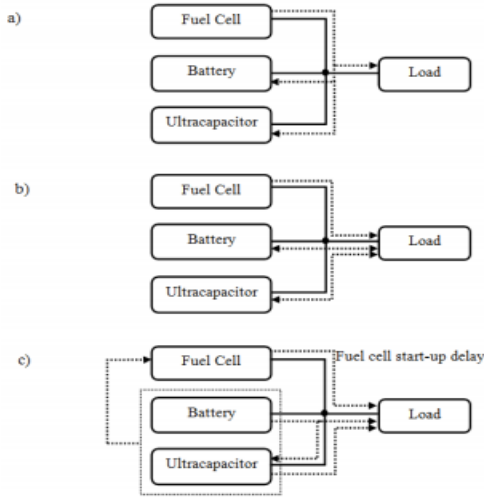 a)
Fuel Cell
Battery
Load
Ultracapacitor
b)
Fuel Cell
Battery
Load
Ultracapacitor
c)
Fuel Cell
Fuel cell start-up delay
Battery
Load
Ultracapacitor